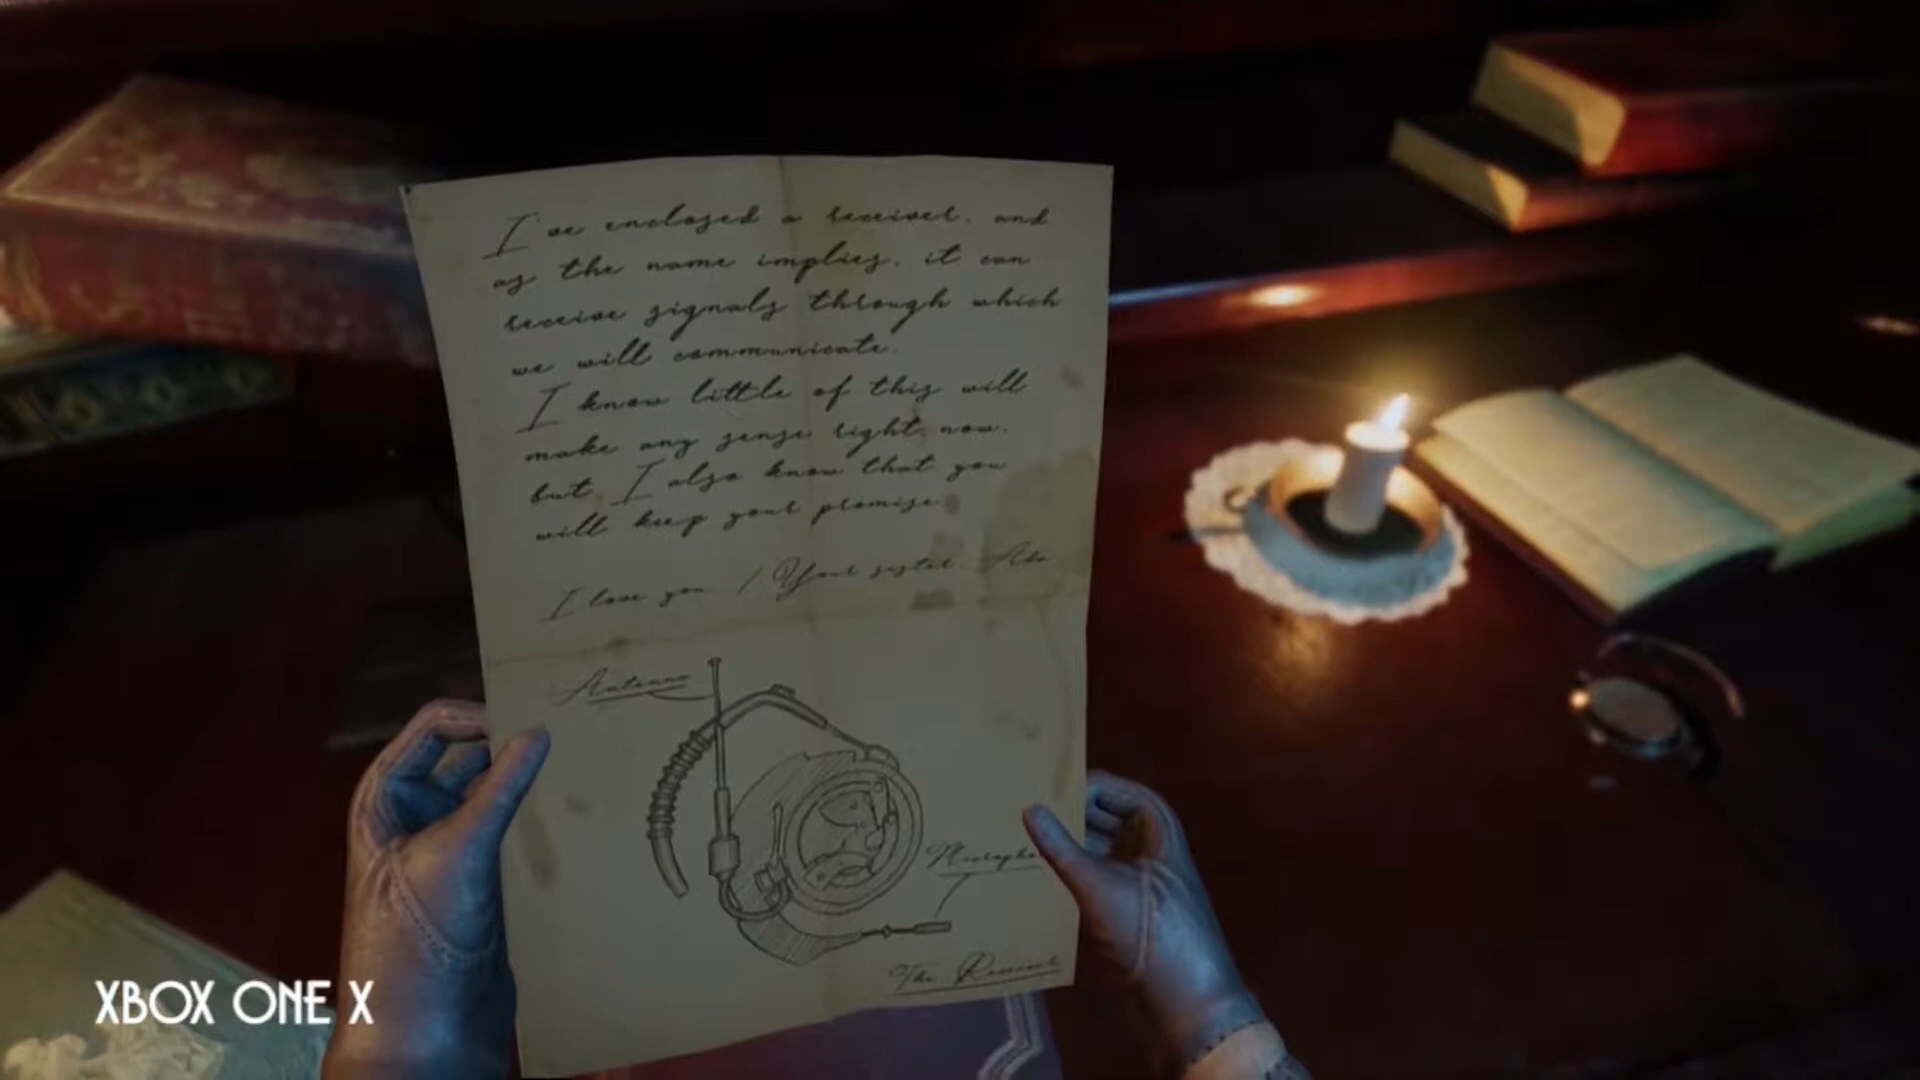 I've enclosed a receiver, and
as the name implies, it can
receive signals through which
we will communicate.
I know little of this will
make any sense right now,
but I also know that you
will keep your promise.
I love you / Your sister. Ada
Antenna
Microphon
The Receiver
XBOX ONE X